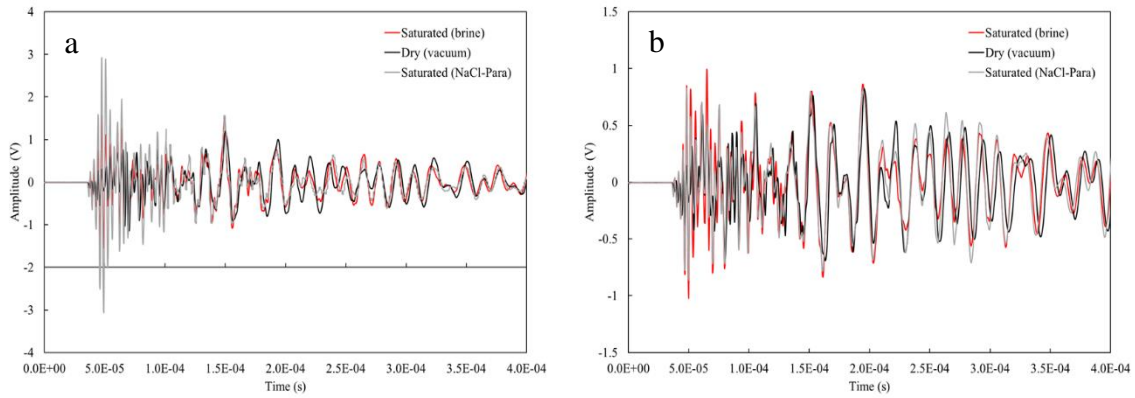 a
Saturated (brine)
Dry (vacuum)
Saturated (NaCl-Para)
Amplitude (V)
4
3
2
1
0
-1
-2
-3
-4
0.0E+00 5.0E-05 1.0E-04 1.5E-04 2.0E-04 2.5E-04 3.0E-04 3.5E-04 4.0E-04
Time (s)
b
Saturated (brine)
Dry (vacuum)
Saturated (NaCl-Para)
Amplitude (V)
1.5
1
0.5
0
-0.5
-1
-1.5
0.0E+00 5.0E-05 1.0E-04 1.5E-04 2.0E-04 2.5E-04 3.0E-04 3.5E-04 4.0E-04
Time (s)